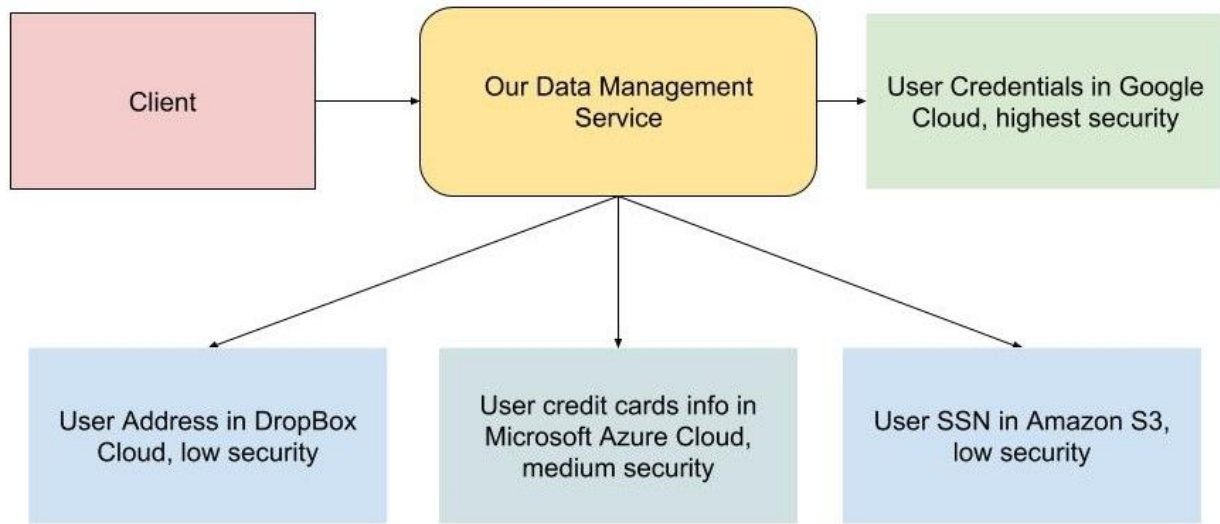 Client
Our Data Management
Service
User Credentials in Google
Cloud, highest security
User Address in DropBox
Cloud, low security
User credit cards info in
Microsoft Azure Cloud,
medium security
User SSN in Amazon S3,
low security